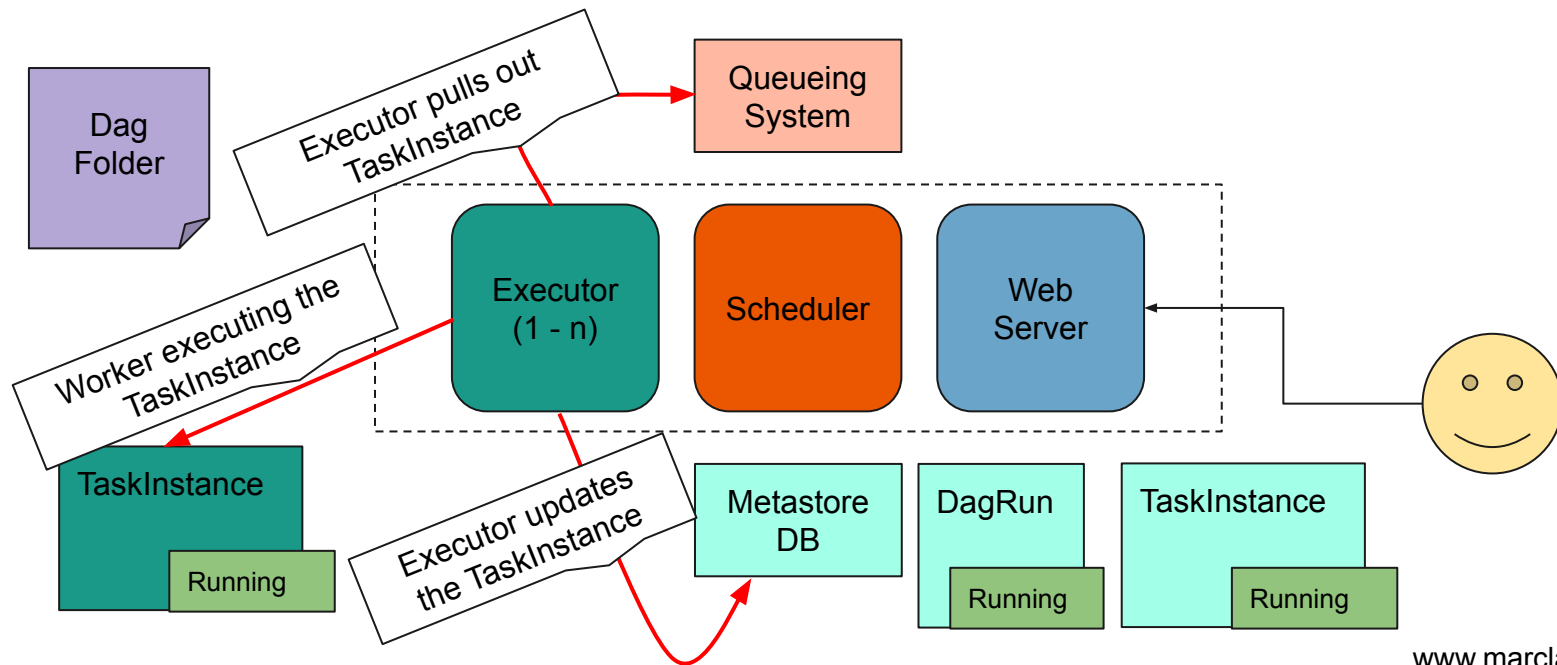 Dag
Folder
Executor pulls out
TaskInstance
Queueing
System
Executor
(1 - n)
Scheduler
Web
Server
Worker executing the
TaskInstance
TaskInstance
Running
Executor updates
the TaskInstance
Metastore
DB
DagRun
Running
TaskInstance
Running